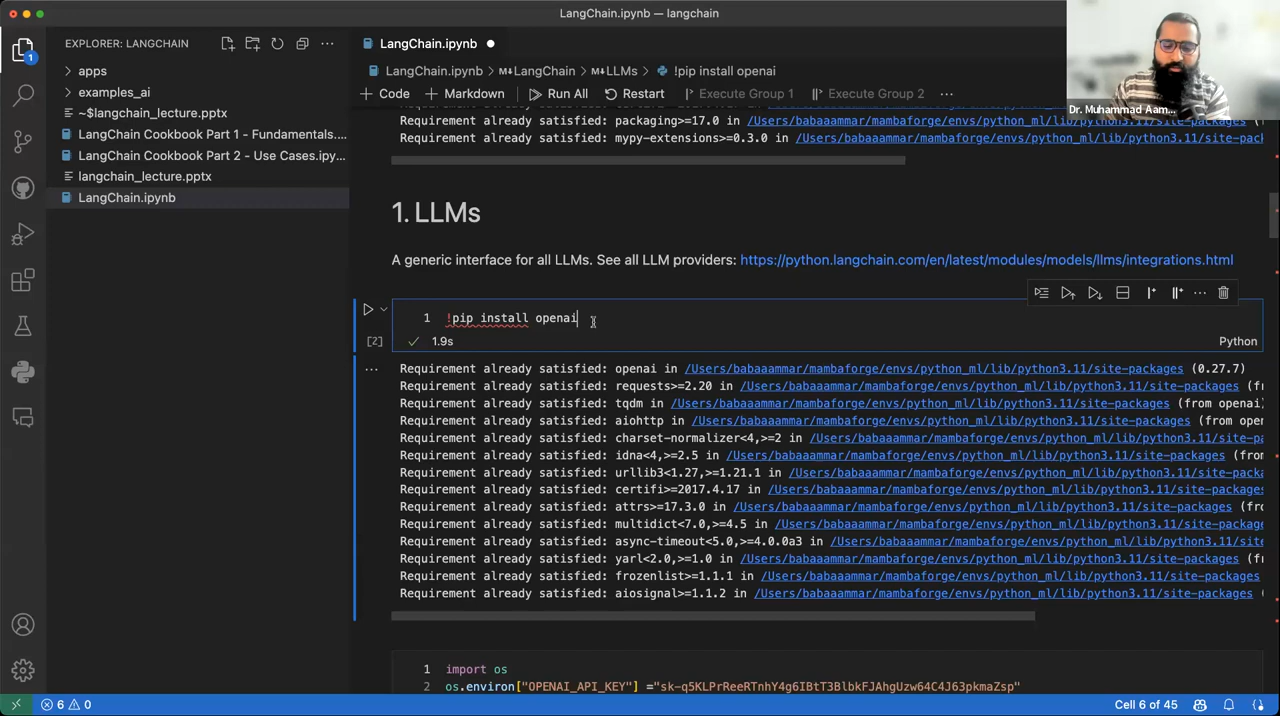 LangChain.ipynb — langchain
EXPLORER: LANGCHAIN
LangChain.ipynb
apps
examples_ai
~$langchain_lecture.pptx
LangChain Cookbook Part 1 - Fundamentals....
LangChain Cookbook Part 2 - Use Cases.ipy...
langchain_lecture.pptx
LangChain.ipynb
1
LangChain.ipynb > LangChain > LLMs > !pip install openai
+ Code + Markdown Run All Restart Execute Group 1 Execute Group 2 ...
Dr. Muhammad Aam...
Requirement already satisfied: packaging>=17.0 in /Users/babaaammar/mambaforge/envs/python_ml/lib/python3.11/site-packages (f
Requirement already satisfied: mypy-extensions>=0.3.0 in /Users/babaaammar/mambaforge/envs/python_ml/lib/python3.11/site-pack
1. LLMs
A generic interface for all LLMs. See all LLM providers: https://python.langchain.com/en/latest/modules/models/llms/integrations.html
1 !pip install openai
[2] 1.9s Python
Requirement already satisfied: openai in /Users/babaaammar/mambaforge/envs/python_ml/lib/python3.11/site-packages (0.27.7)
Requirement already satisfied: requests>=2.20 in /Users/babaaammar/mambaforge/envs/python_ml/lib/python3.11/site-packages (fr
Requirement already satisfied: tqdm in /Users/babaaammar/mambaforge/envs/python_ml/lib/python3.11/site-packages (from openai)
Requirement already satisfied: aiohttp in /Users/babaaammar/mambaforge/envs/python_ml/lib/python3.11/site-packages (from open
Requirement already satisfied: charset-normalizer<4,>=2 in /Users/babaaammar/mambaforge/envs/python_ml/lib/python3.11/site-pa
Requirement already satisfied: idna<4,>=2.5 in /Users/babaaammar/mambaforge/envs/python_ml/lib/python3.11/site-packages (from
Requirement already satisfied: urllib3<1.27,>=1.21.1 in /Users/babaaammar/mambaforge/envs/python_ml/lib/python3.11/site-packa
Requirement already satisfied: certifi>=2017.4.17 in /Users/babaaammar/mambaforge/envs/python_ml/lib/python3.11/site-packages
Requirement already satisfied: attrs>=17.3.0 in /Users/babaaammar/mambaforge/envs/python_ml/lib/python3.11/site-packages (fro
Requirement already satisfied: multidict<7.0,>=4.5 in /Users/babaaammar/mambaforge/envs/python_ml/lib/python3.11/site-package
Requirement already satisfied: async-timeout<5.0,>=4.0.0a3 in /Users/babaaammar/mambaforge/envs/python_ml/lib/python3.11/site
Requirement already satisfied: yarl<2.0,>=1.0 in /Users/babaaammar/mambaforge/envs/python_ml/lib/python3.11/site-packages (fr
Requirement already satisfied: frozenlist>=1.1.1 in /Users/babaaammar/mambaforge/envs/python_ml/lib/python3.11/site-packages
Requirement already satisfied: aiosignal>=1.1.2 in /Users/babaaammar/mambaforge/envs/python_ml/lib/python3.11/site-packages (
1 import os
2 os.environ["OPENAI_API_KEY"] ="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"
6 0 Cell 6 of 45